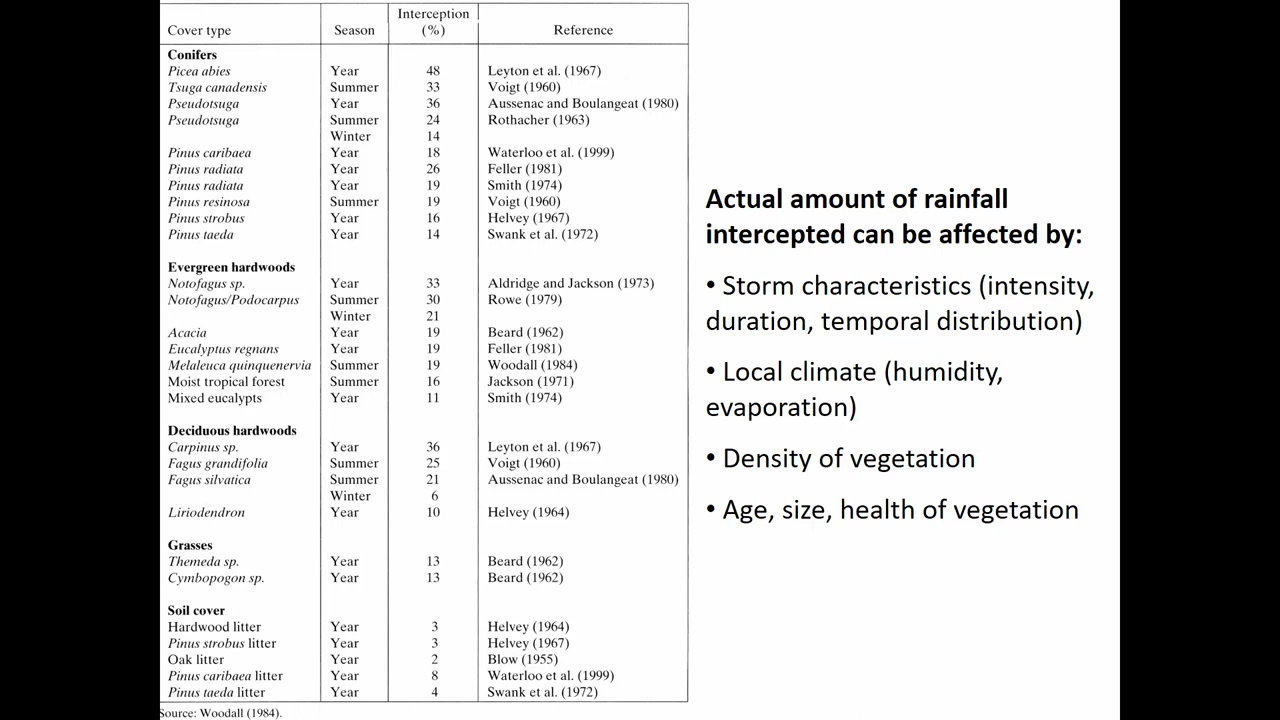 Interception
Cover type Season (%) Reference
Conifers
Picea abies Year 48 Leyton et al. (1967)
Tsuga canadensis Summer 33 Voigt (1960)
Pseudotsuga Year 36 Aussenac and Boulangeat (1980)
Pseudotsuga Summer 24 Rothacher (1963)
Winter 14
Pinus caribaea Year 18 Waterloo et al. (1999)
Pinus radiata Year 26 Feller (1981)
Pinus radiata Year 19 Smith (1974)
Pinus resinosa Summer 19 Voigt (1960)
Pinus strobus Year 16 Helvey (1967)
Pinus taeda Year 14 Swank et al. (1972)
Evergreen hardwoods
Notofagus sp. Year 33 Aldridge and Jackson (1973)
Notofagus/Podocarpus Summer 30 Rowe (1979)
Winter 21
Acacia Year 19 Beard (1962)
Eucalyptus regnans Year 19 Feller (1981)
Melaleuca quinquenervia Summer 19 Woodall (1984)
Moist tropical forest Summer 16 Jackson (1971)
Mixed eucalypts Year 11 Smith (1974)
Deciduous hardwoods
Carpinus sp. Year 36 Leyton et al. (1967)
Fagus grandifolia Summer 25 Voigt (1960)
Fagus silvatica Summer 21 Aussenac and Boulangeat (1980)
Winter 6
Liriodendron Year 10 Helvey (1964)
Grasses
Themeda sp. Year 13 Beard (1962)
Cymbopogon sp. Year 13 Beard (1962)
Soil cover
Hardwood litter Year 3 Helvey (1964)
Pinus strobus litter Year 3 Helvey (1967)
Oak litter Year 2 Blow (1955)
Pinus caribaea litter Year 8 Waterloo et al. (1999)
Pinus taeda litter Year 4 Swank et al. (1972)
Source: Woodall (1984).
Actual amount of rainfall
intercepted can be affected by:
• Storm characteristics (intensity,
duration, temporal distribution)
• Local climate (humidity,
evaporation)
• Density of vegetation
• Age, size, health of vegetation